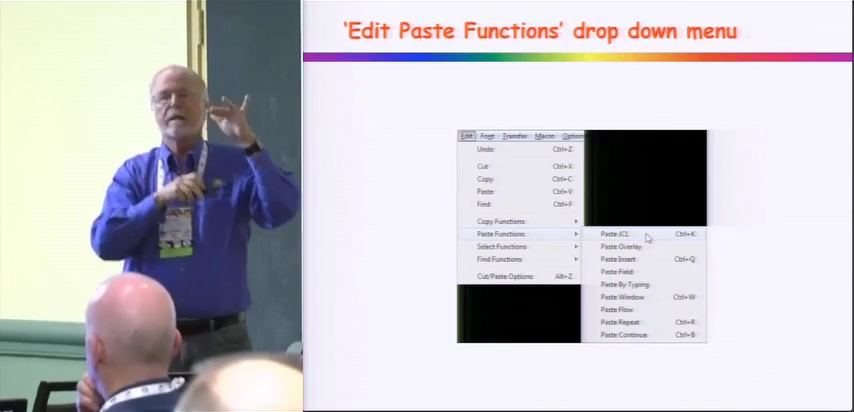 ‘Edit Paste Functions’ drop down menu
Edit Font Transfer Macro Option
Undo Ctrl+Z
Cut Ctrl+X
Copy Ctrl+C
Paste Ctrl+V
Find Ctrl+F
Copy Functions
Paste Functions
Select Functions
Find Functions
Cut/Paste Options Alt+Z
Paste JCL Ctrl+K
Paste Overlay
Paste Insert Ctrl+Q
Paste Field
Paste By Typing
Paste Window Ctrl+W
Paste Flow
Paste Repeat Ctrl+R
Paste Continue Ctrl+B